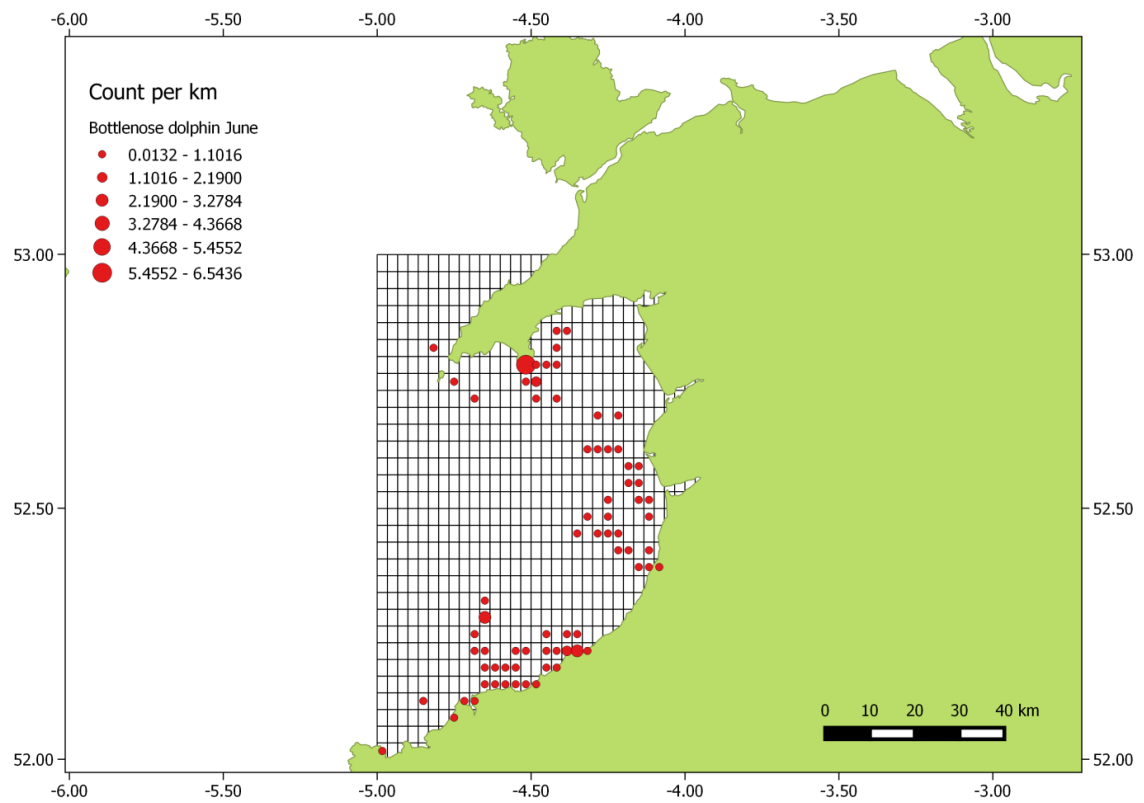 -6.00 -5.50 -5.00 -4.50 -4.00 -3.50 -3.00
Count per km
Bottlenose dolphin June
0.0132 - 1.1016
1.1016 - 2.1900
2.1900 - 3.2784
3.2784 - 4.3668
4.3668 - 5.4552
5.4552 - 6.5436
53.00 53.00
52.50 52.50
0 10 20 30 40 km
52.00 52.00
-6.00 -5.50 -5.00 -4.50 -4.00 -3.50 -3.00